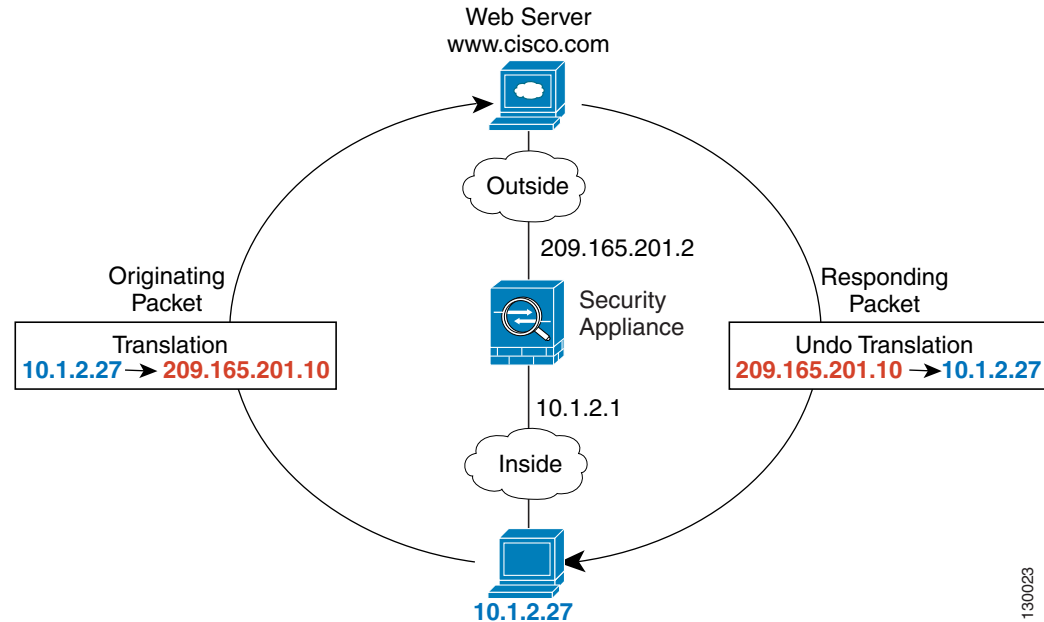 Web Server
www.cisco.com
Outside
209.165.201.2
Originating
Packet
Translation
10.1.2.27 → 209.165.201.10
Security
Appliance
Responding
Packet
Undo Translation
209.165.201.10 → 10.1.2.27
10.1.2.1
Inside
10.1.2.27
130023